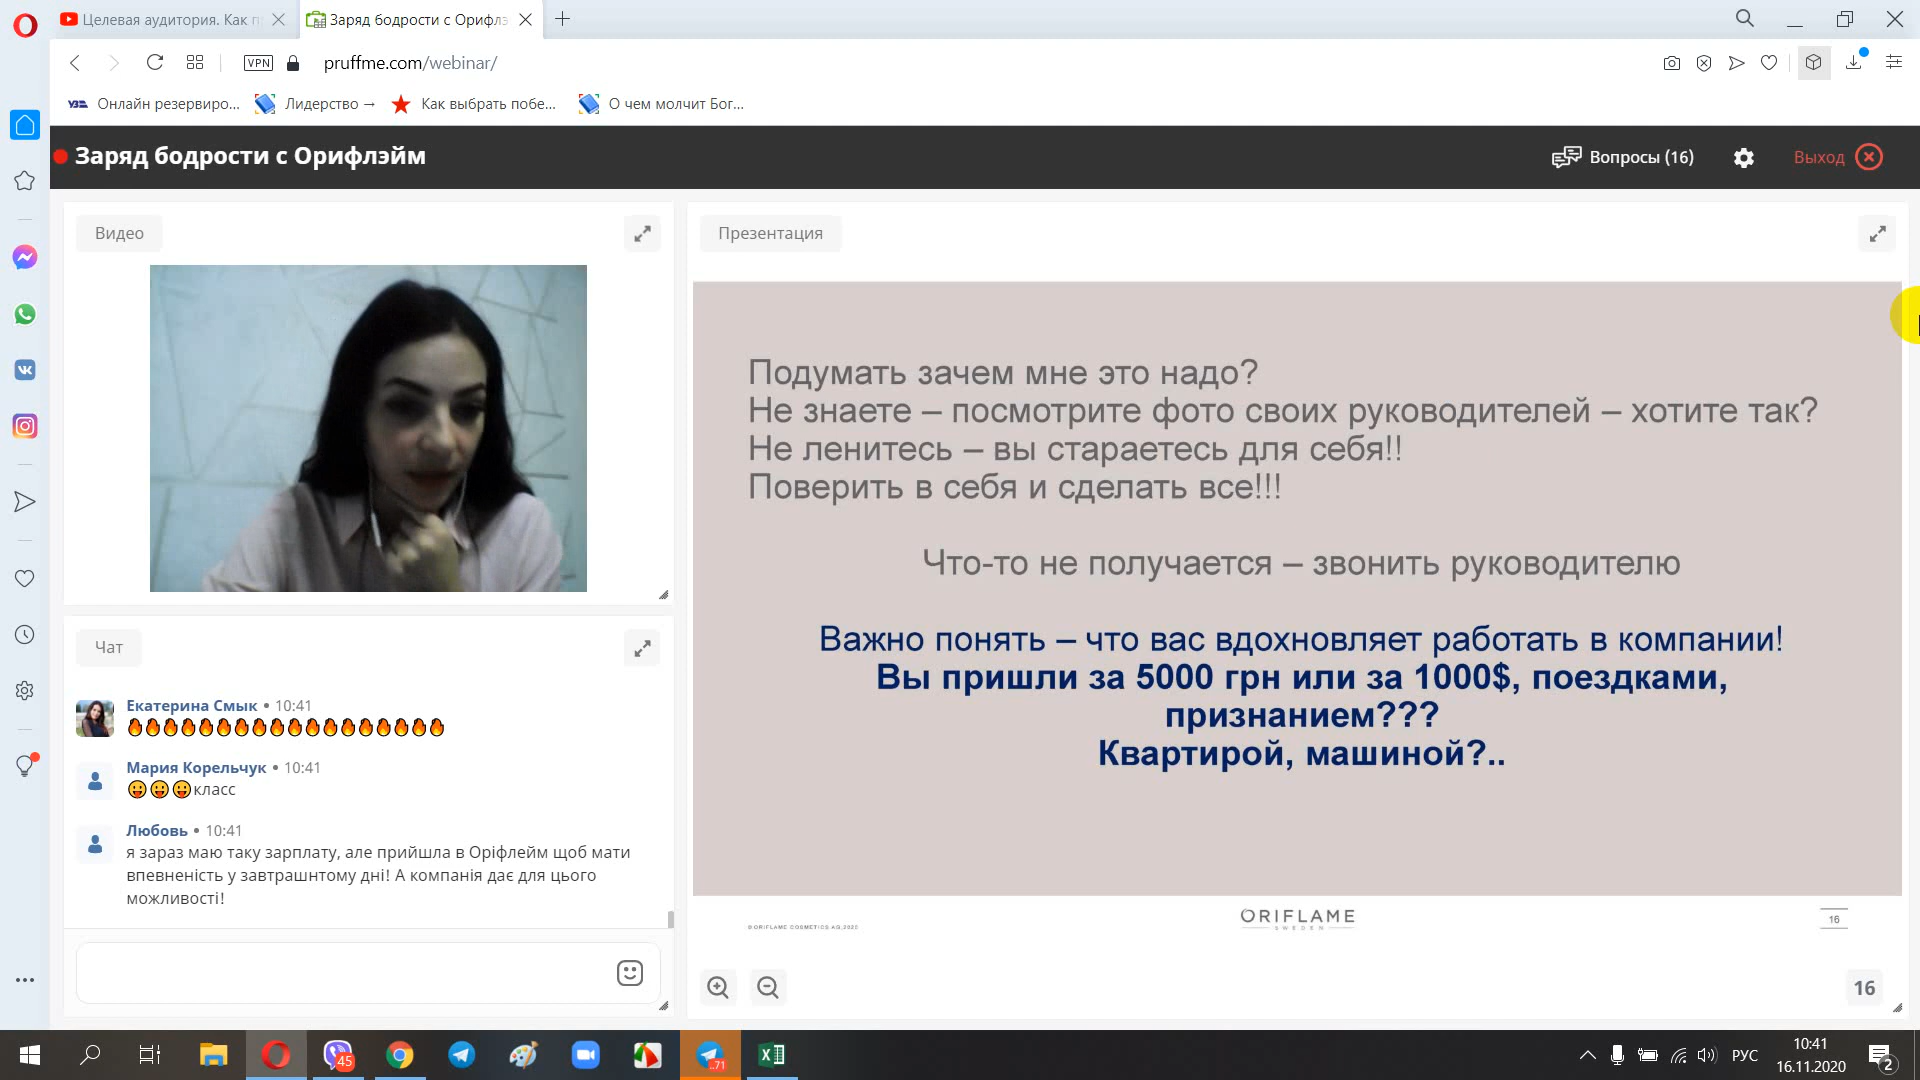 Целевая аудитория. Как п
Заряд бодрости с Орифлэ
VPN
pruffme.com/webinar/
УЗ Онлайн резервиро...
Лидерство →
Как выбрать побе...
О чем молчит Бог...
Заряд бодрости с Орифлэйм
Вопросы (16)
Выход
Видео
Презентация
Подумать зачем мне это надо?
Не знаете – посмотрите фото своих руководителей – хотите так?
Не ленитесь – вы стараетесь для себя!!
Поверить в себя и сделать все!!!
Что-то не получается – звонить руководителю
Важно понять – что вас вдохновляет работать в компании!
Вы пришли за 5000 грн или за 1000$, поездками,
признанием???
Квартирой, машиной?..
© ORIFLAME COSMETICS AG, 2020
ORIFLAME
SWEDEN
16
16
Чат
Екатерина Смык • 10:41
🔥🔥🔥🔥🔥🔥🔥🔥🔥🔥🔥🔥🔥🔥🔥🔥🔥🔥
Мария Корельчук • 10:41
😛😛😛класс
Любовь • 10:41
я зараз маю таку зарплату, але прийшла в Оріфлейм щоб мати
впевненість у завтрашнтому дні! А компанія дає для цього
можливості!
45
..71
РУС
10:41
16.11.2020
2